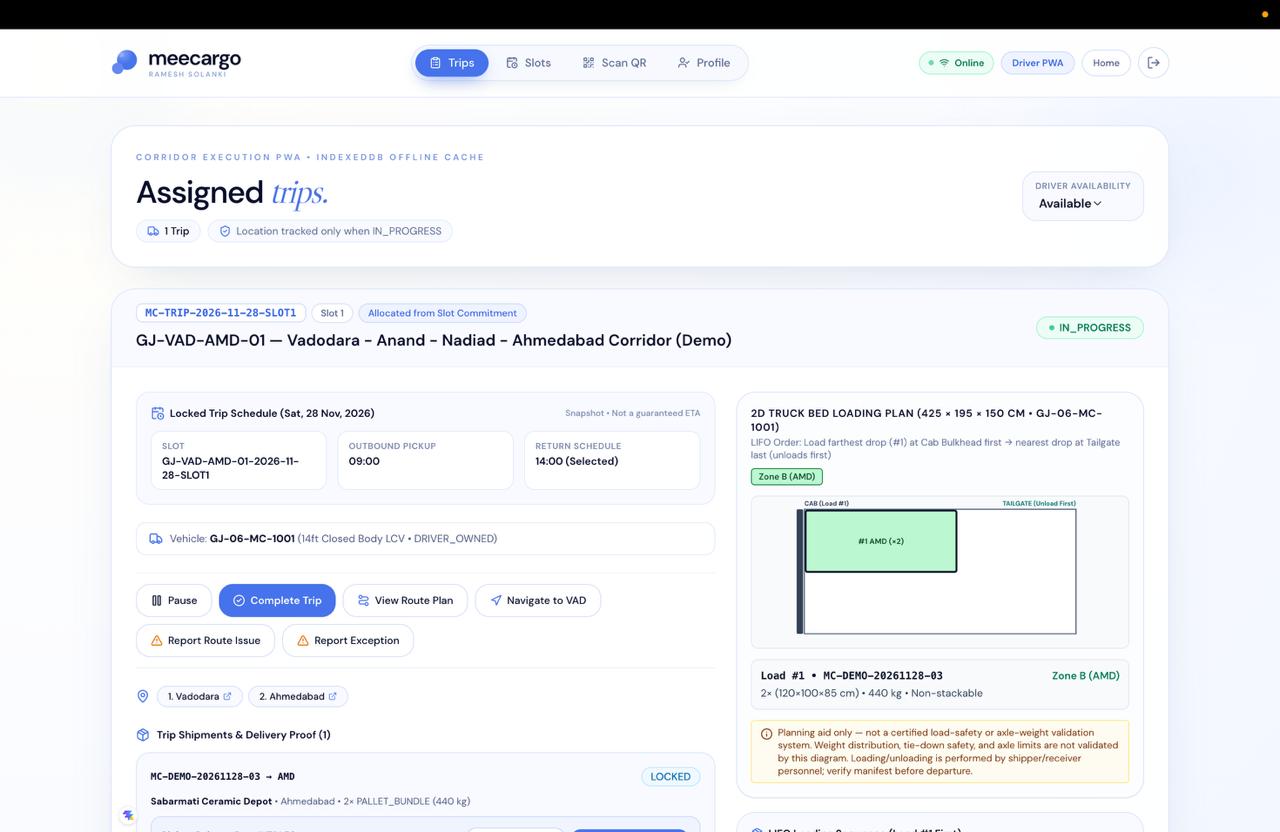 meecargo
RAMESH SOLANKI
Trips
Slots
Scan QR
Profile
Online
Driver PWA
Home
CORRIDOR EXECUTION PWA • INDEXEDDB OFFLINE CACHE
Assigned trips.
1 Trip
Location tracked only when IN_PROGRESS
DRIVER AVAILABILITY
Available
MC-TRIP-2026-11-28-SLOT1
Slot 1
Allocated from Slot Commitment
GJ-VAD-AMD-01 — Vadodara - Anand - Nadiad - Ahmedabad Corridor (Demo)
IN_PROGRESS
Locked Trip Schedule (Sat, 28 Nov, 2026)
Snapshot • Not a guaranteed ETA
SLOT
GJ-VAD-AMD-01-2026-11-
28-SLOT1
OUTBOUND PICKUP
09:00
RETURN SCHEDULE
14:00 (Selected)
Vehicle: GJ-06-MC-1001 (14ft Closed Body LCV • DRIVER_OWNED)
Pause
Complete Trip
View Route Plan
Navigate to VAD
Report Route Issue
Report Exception
1. Vadodara
2. Ahmedabad
Trip Shipments & Delivery Proof (1)
MC-DEMO-20261128-03 → AMD
LOCKED
Sabarmati Ceramic Depot • Ahmedabad • 2× PALLET_BUNDLE (440 kg)
2D TRUCK BED LOADING PLAN (425 × 195 × 150 CM • GJ-06-MC-
1001)
LIFO Order: Load farthest drop (#1) at Cab Bulkhead first → nearest drop at Tailgate
last (unloads first)
Zone B (AMD)
CAB (Load #1)
TAILGATE (Unload First)
#1 AMD (×2)
Load #1 • MC-DEMO-20261128-03
Zone B (AMD)
2× (120×100×85 cm) • 440 kg • Non-stackable
Planning aid only — not a certified load-safety or axle-weight validation
system. Weight distribution, tie-down safety, and axle limits are not validated
by this diagram. Loading/unloading is performed by shipper/receiver
personnel; verify manifest before departure.